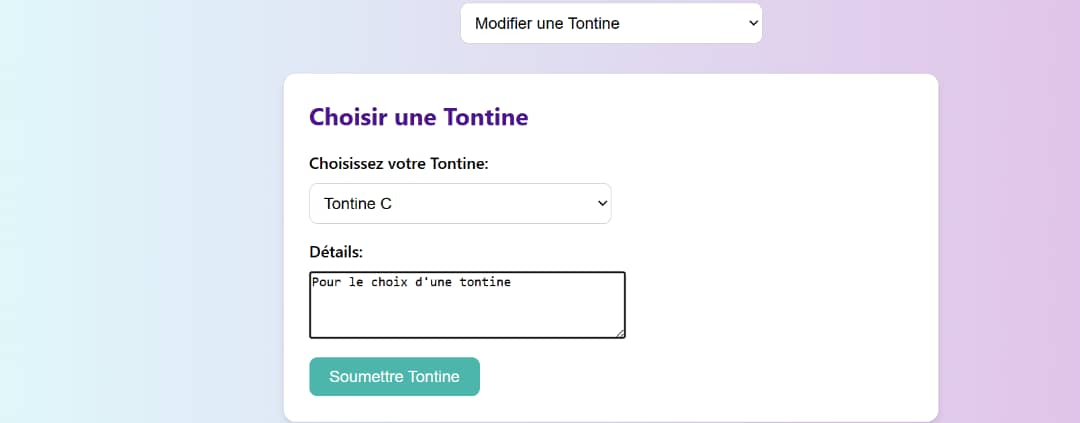 Modifier une Tontine
Choisir une Tontine
Choisissez votre Tontine:
Tontine C
Détails:
Pour le choix d'une tontine
Soumettre Tontine